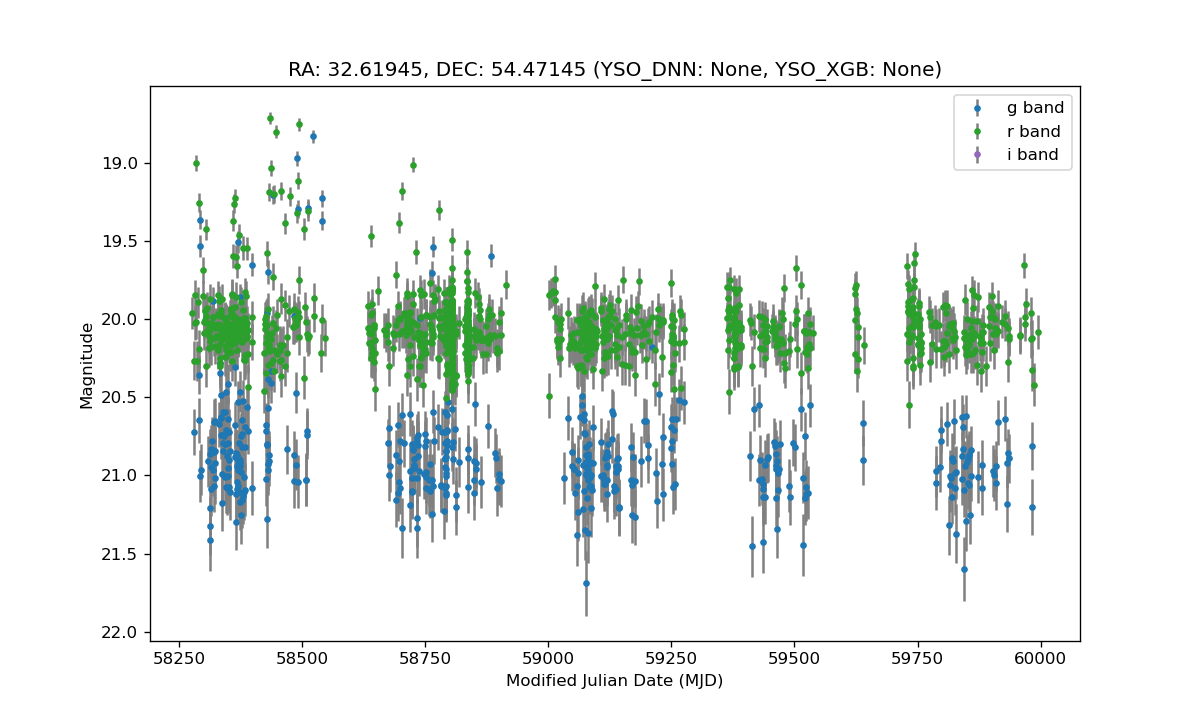 RA: 32.61945, DEC: 54.47145 (YSO_DNN: None, YSO_XGB: None)
g band
r band
i band
19.0
19.5
20.0
20.5
21.0
21.5
22.0
Magnitude
58250 58500 58750 59000 59250 59500 59750 60000
Modified Julian Date (MJD)